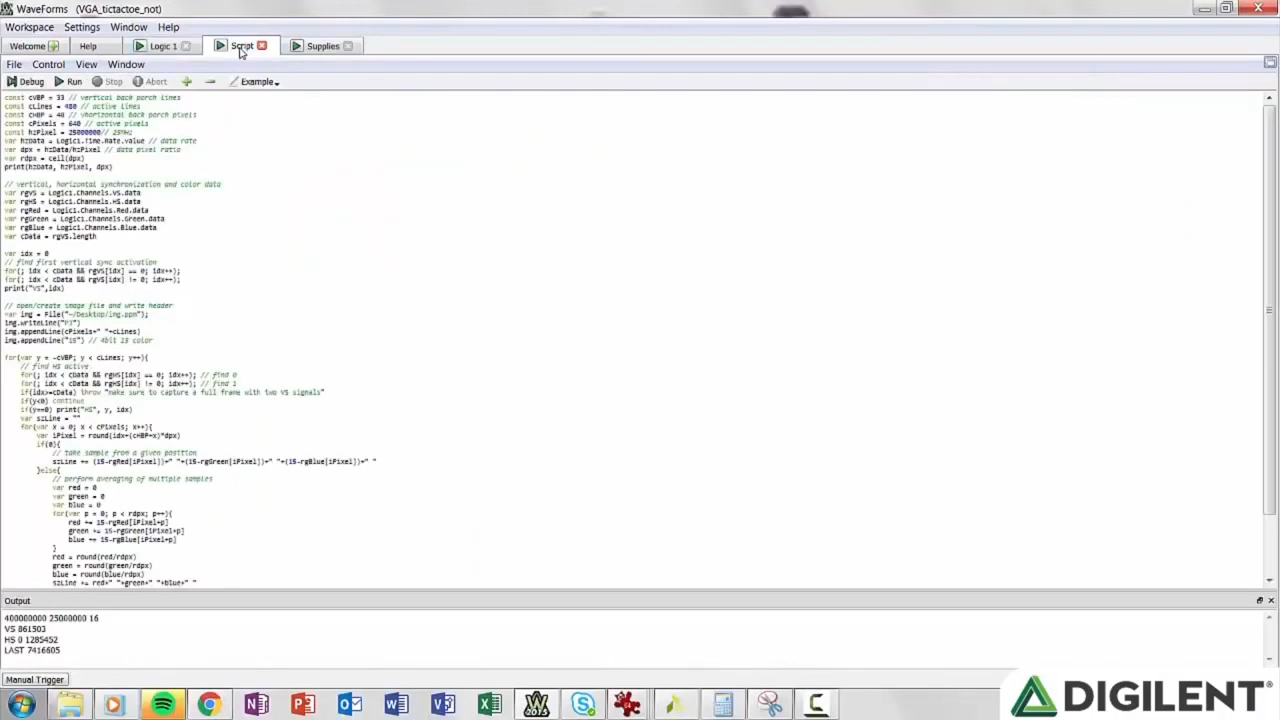 WaveForms (VGA_tictactoe_not)
Workspace Settings Window Help
Welcome Help Logic 1 Script Supplies
File Control View Window
Debug Run Stop Abort Example
const cVBP = 33 // vertical back porch lines
const cLines = 480 // active lines
const cHBP = 48 // vhorizontal back porch pixels
const cPixels = 640 // active pixels
const hzPixel = 25000000// 25MHz
var hzData = Logic1.Time.Rate.value // data rate
var dpx = hzData/hzPixel // data pixel ratio
var rdpx = ceil(dpx)
print(hzData, hzPixel, dpx)
// vertical, horizontal synchronization and color data
var rgVS = Logic1.Channels.VS.data
var rgHS = Logic1.Channels.HS.data
var rgRed = Logic1.Channels.Red.data
var rgGreen = Logic1.Channels.Green.data
var rgBlue = Logic1.Channels.Blue.data
var cData = rgVS.length
var idx = 0
// find first vertical sync activation
for(; idx < cData && rgVS[idx] == 0; idx++);
for(; idx < cData && rgVS[idx] != 0; idx++);
print("VS",idx)
// open/create image file and write header
var img = File("~/Desktop/img.ppm");
img.writeLine("P3")
img.appendLine(cPixels+" "+cLines)
img.appendLine("15") // 4bit 15 color
for(var y = -cVBP; y < cLines; y++){
// find HS active
for(; idx < cData && rgHS[idx] == 0; idx++); // find 0
for(; idx < cData && rgHS[idx] != 0; idx++); // find 1
if(idx>=cData) throw "make sure to capture a full frame with two VS signals"
if(y<0) continue
if(y==0) print("HS", y, idx)
var szLine = ""
for(var x = 0; x < cPixels; x++){
var iPixel = round(idx+(cHBP+x)*dpx)
if(0){
// take sample from a given position
szLine += (15-rgRed[iPixel])+" "+(15-rgGreen[iPixel])+" "+(15-rgBlue[iPixel])+" "
}else{
// perform averaging of multiple samples
var red = 0
var green = 0
var blue = 0
for(var p = 0; p < rdpx; p++){
red += 15-rgRed[iPixel+p]
green += 15-rgGreen[iPixel+p]
blue += 15-rgBlue[iPixel+p]
}
red = round(red/rdpx)
green = round(green/rdpx)
blue = round(blue/rdpx)
szLine += red+" "+green+" "+blue+" "
Output
400000000 25000000 16
VS 861503
HS 0 1285452
LAST 7416605
Manual Trigger
DIGILENT®